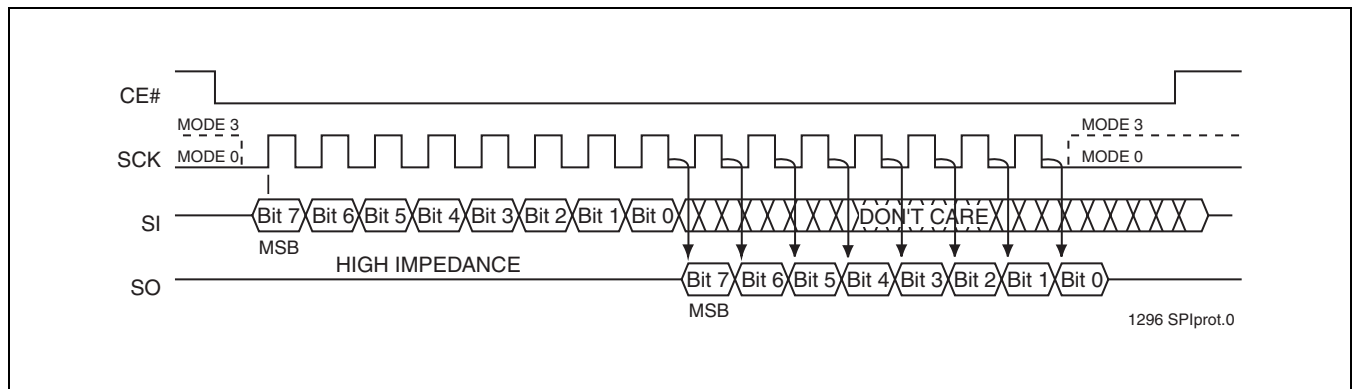 CE#
MODE 3
MODE 3
SCK
MODE 0
MODE 0
SI
Bit 7 Bit 6 Bit 5 Bit 4 Bit 3 Bit 2 Bit 1 Bit 0
DON'T CARE
MSB
HIGH IMPEDANCE
SO
Bit 7 Bit 6 Bit 5 Bit 4 Bit 3 Bit 2 Bit 1 Bit 0
MSB
1296 SPIprot.0